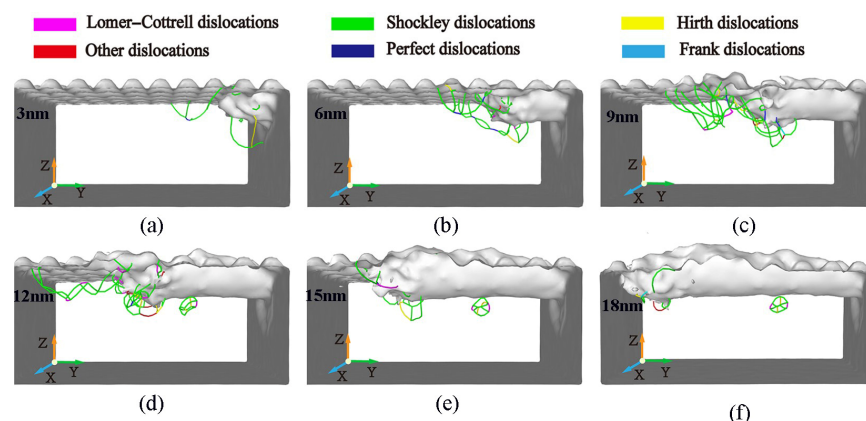 Lomer–Cottrell dislocations Shockley dislocations Hirth dislocations
Other dislocations Perfect dislocations Frank dislocations
3nm 6nm 9nm
Z Z Z
X Y X Y X Y
(a) (b) (c)
12nm 15nm 18nm
Z Z Z
X Y X Y X Y
(d) (e) (f)